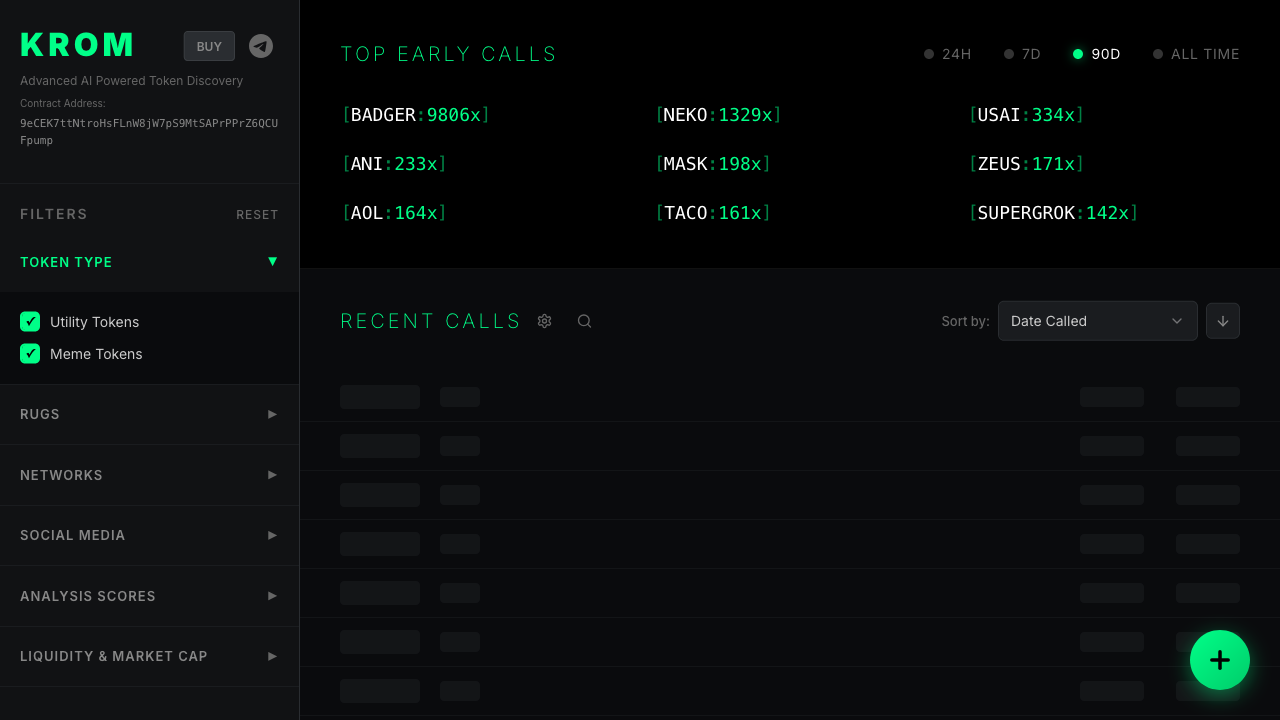 KROM
BUY
Advanced AI Powered Token Discovery
Contract Address:
9eCEK7ttNtroHsFLnW8jW7pS9MtSAPrPPrZ6QCU
Fpump
FILTERS
RESET
TOKEN TYPE
Utility Tokens
Meme Tokens
RUGS
NETWORKS
SOCIAL MEDIA
ANALYSIS SCORES
LIQUIDITY & MARKET CAP
TOP EARLY CALLS
24H
7D
90D
ALL TIME
[BADGER:9806x]
[NEKO:1329x]
[USAI:334x]
[ANI:233x]
[MASK:198x]
[ZEUS:171x]
[AOL:164x]
[TACO:161x]
[SUPERGROK:142x]
RECENT CALLS
Sort by:
Date Called